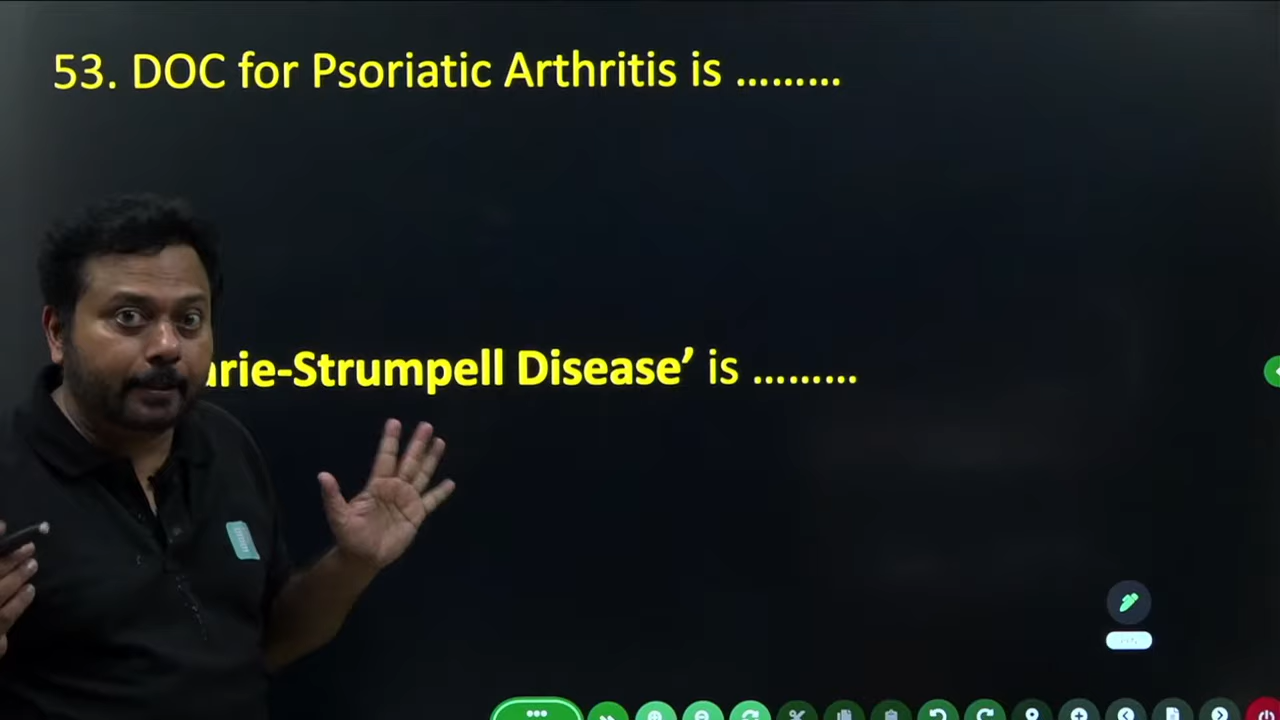 53. DOC for Psoriatic Arthritis is ………
arie-Strumpell Disease’ is ………